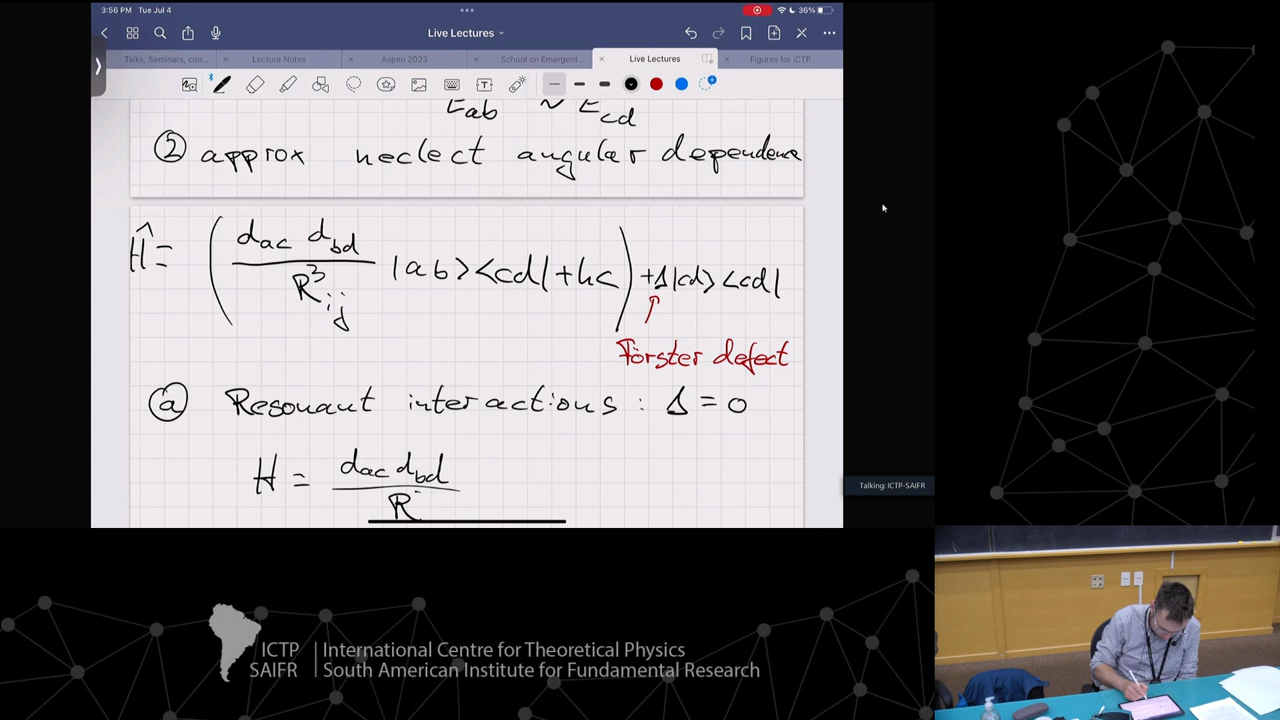 3:56 PM Tue Jul 4
36%
Live Lectures
Talks, Seminars, con...
Lecture Notes
Aspen 2023
School on Emergent...
Live Lectures
Figures for iCTP
E_ab ~ E_cd
② approx neclect angular dependence
Ĥ = ( d_ac d_bd / R³_ij |ab><cd| + hc ) + Δ|cd><cd|
↑
Förster defect
ⓐ Resonant interactions : Δ = 0
H = d_ac d_bd / R
Talking: ICTP-SAIFR
ICTP SAIFR
International Centre for Theoretical Physics
South American Institute for Fundamental Research